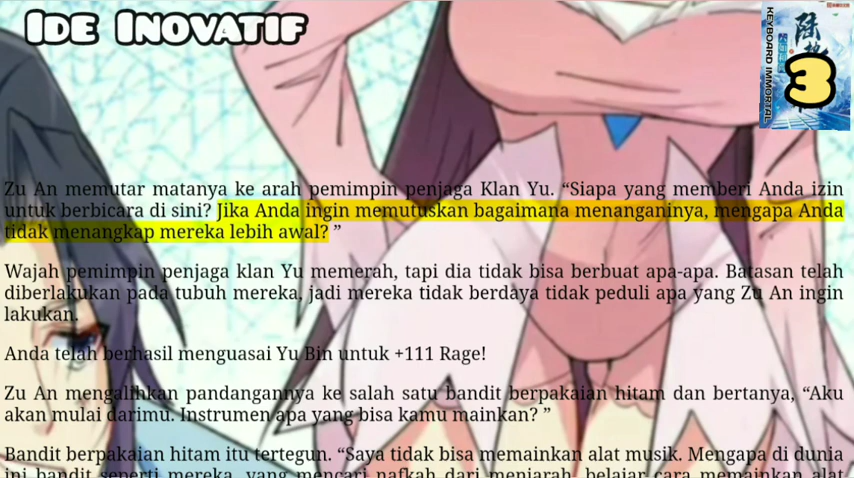 Ide Inovatif
KEYBOARD IMMORTAL
3
Zu An memutar matanya ke arah pemimpin penjaga Klan Yu. “Siapa yang memberi Anda izin
untuk berbicara di sini? Jika Anda ingin memutuskan bagaimana menanganinya, mengapa Anda
tidak menangkap mereka lebih awal? ”
Wajah pemimpin penjaga klan Yu memerah, tapi dia tidak bisa berbuat apa-apa. Batasan telah
diberlakukan pada tubuh mereka, jadi mereka tidak berdaya tidak peduli apa yang Zu An ingin
lakukan.
Anda telah berhasil menguasai Yu Bin untuk +111 Rage!
Zu An mengalihkan pandangannya ke salah satu bandit berpakaian hitam dan bertanya, “Aku
akan mulai darimu. Instrumen apa yang bisa kamu mainkan? ”
Bandit berpakaian hitam itu tertegun. “Saya tidak bisa memainkan alat musik. Mengapa di dunia
ini bandit seperti mereka, yang mencari nafkah dari menjarah, belajar cara memainkan alat